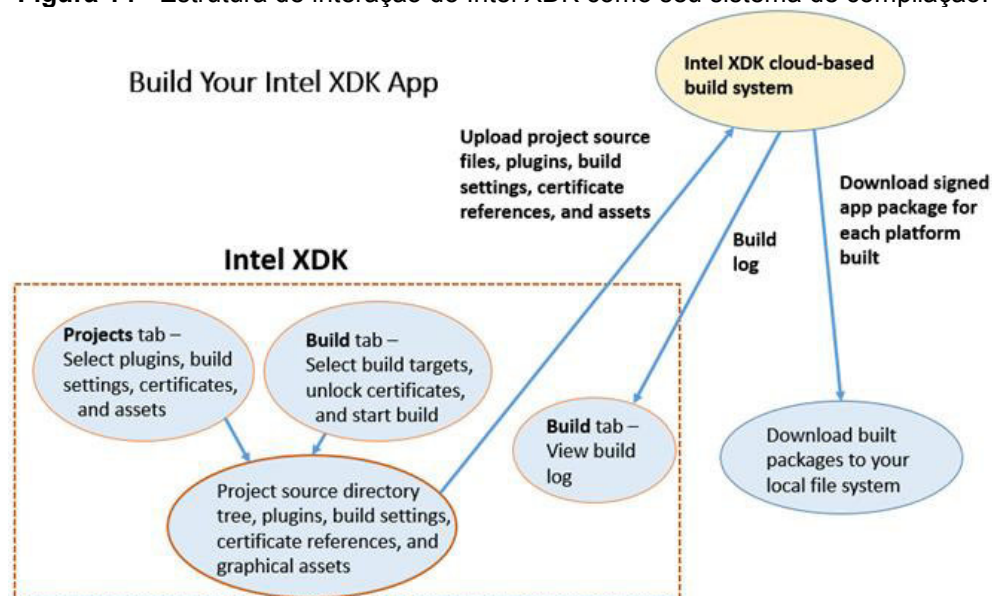 Figura - Estrutura de interação do Intel XDK como seu sistema de compilação.
Build Your Intel XDK App
Intel XDK cloud-based
build system
Upload project source
files, plugins, build
settings, certificate
references, and assets
Build
log
Download signed
app package for
each platform
built
Intel XDK
Projects tab –
Select plugins, build
settings, certificates,
and assets
Build tab –
Select build targets,
unlock certificates,
and start build
Project source directory
tree, plugins, build settings,
certificate references, and
graphical assets
Build tab –
View build
log
Download built
packages to your
local file system